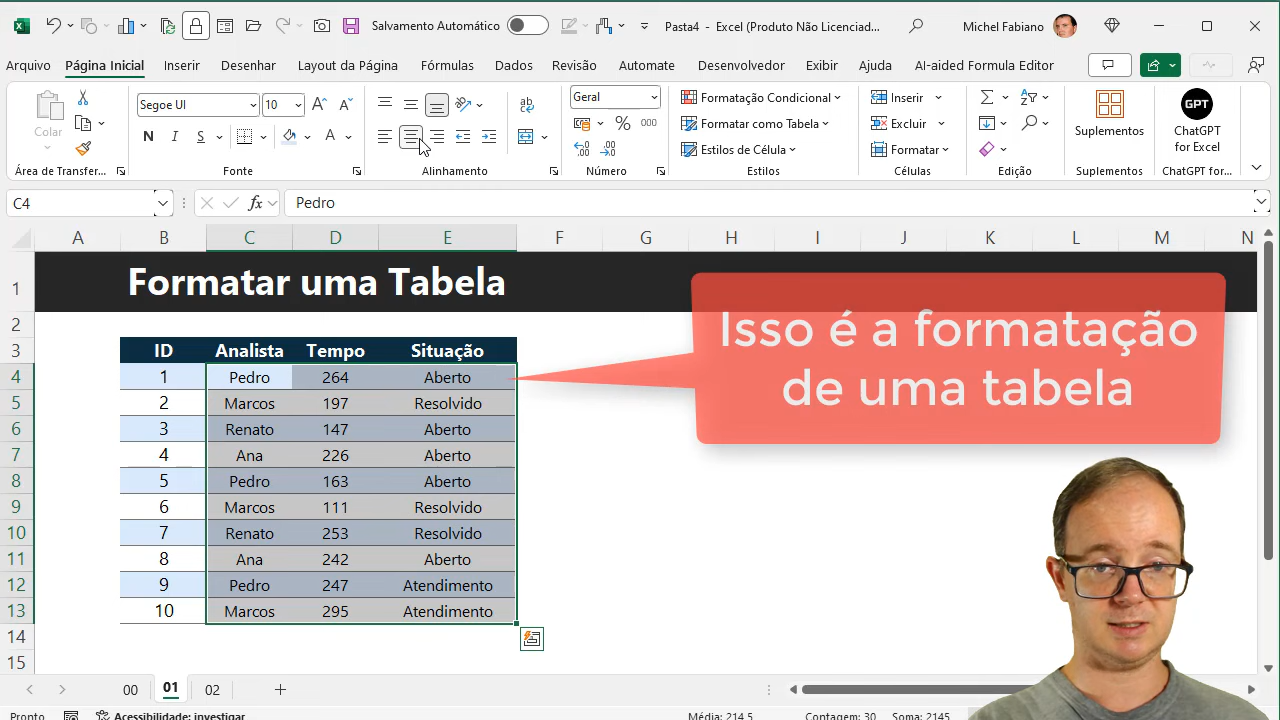 Salvamento Automático
Pasta4 - Excel (Produto Não Licenciad...
Michel Fabiano
Arquivo Página Inicial Inserir Desenhar Layout da Página Fórmulas Dados Revisão Automate Desenvolvedor Exibir Ajuda AI-aided Formula Editor
Colar
Área de Transfer...
Segoe UI 10
N I S
Fonte
Alinhamento
Geral
% 000
Número
Formatação Condicional
Formatar como Tabela
Estilos de Célula
Estilos
Inserir
Excluir
Formatar
Células
Edição
Suplementos
Suplementos
GPT
ChatGPT
for Excel
ChatGPT for...
C4 fx Pedro
A B C D E F G H I J K L M N
1 Formatar uma Tabela
2
3 ID Analista Tempo Situação
4 1 Pedro 264 Aberto
5 2 Marcos 197 Resolvido
6 3 Renato 147 Aberto
7 4 Ana 226 Aberto
8 5 Pedro 163 Aberto
9 6 Marcos 111 Resolvido
10 7 Renato 253 Resolvido
11 8 Ana 242 Aberto
12 9 Pedro 247 Atendimento
13 10 Marcos 295 Atendimento
14
15
Isso é a formatação
de uma tabela
00 01 02
Pronto Acessibilidade: investigar Média: 214,5 Contagem: 30 Soma: 2145